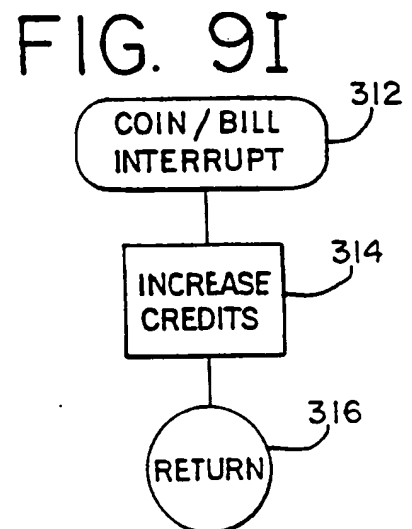 FIG. 9I
312
COIN / BILL
INTERRUPT
314
INCREASE
CREDITS
316
RETURN